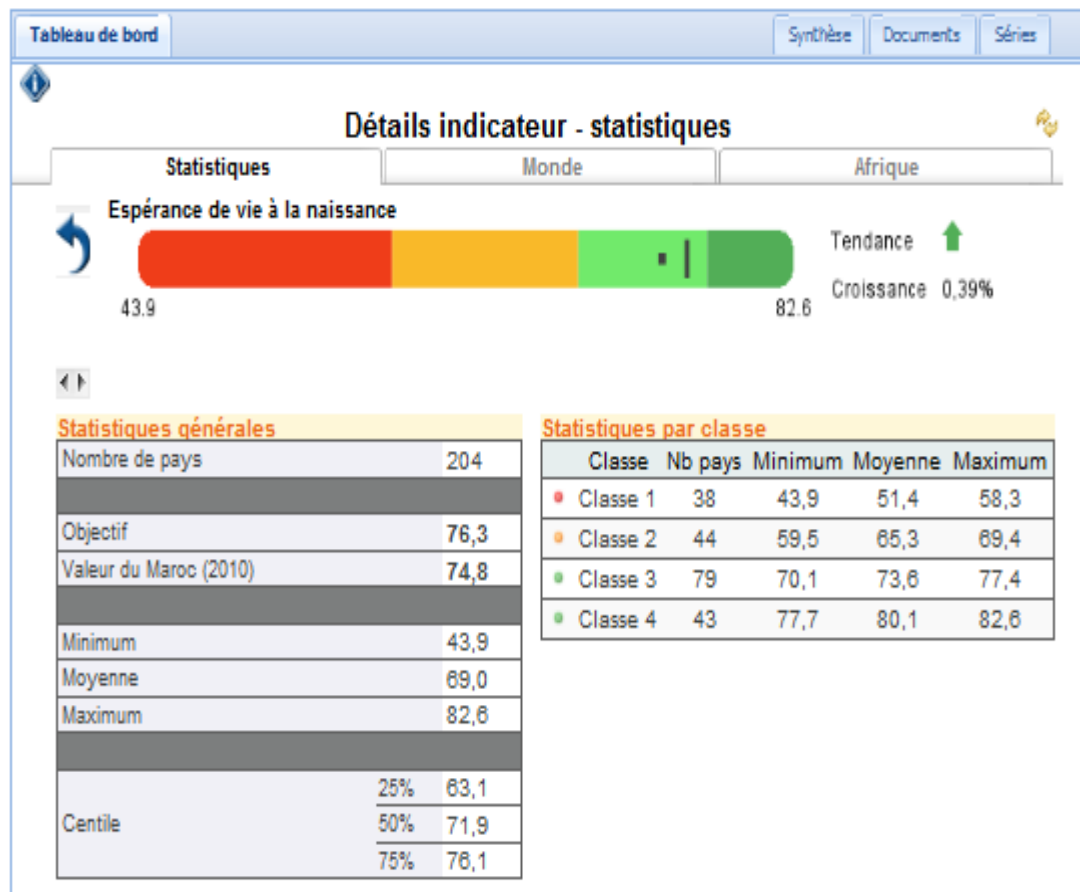 Tableau de bord Synthèse Documents Séries
Détails indicateur - statistiques
Statistiques Monde Afrique
Espérance de vie à la naissance
Tendance
Croissance 0,39%
43.9 82.6
Statistiques générales
Nombre de pays 204
Objectif 76,3
Valeur du Maroc (2010) 74,8
Minimum 43,9
Moyenne 69,0
Maximum 82,6
Centile
25% 63,1
50% 71,9
75% 76,1
Statistiques par classe
Classe Nb pays Minimum Moyenne Maximum
Classe 1 38 43,9 51,4 58,3
Classe 2 44 59,5 65,3 69,4
Classe 3 79 70,1 73,6 77,4
Classe 4 43 77,7 80,1 82,6